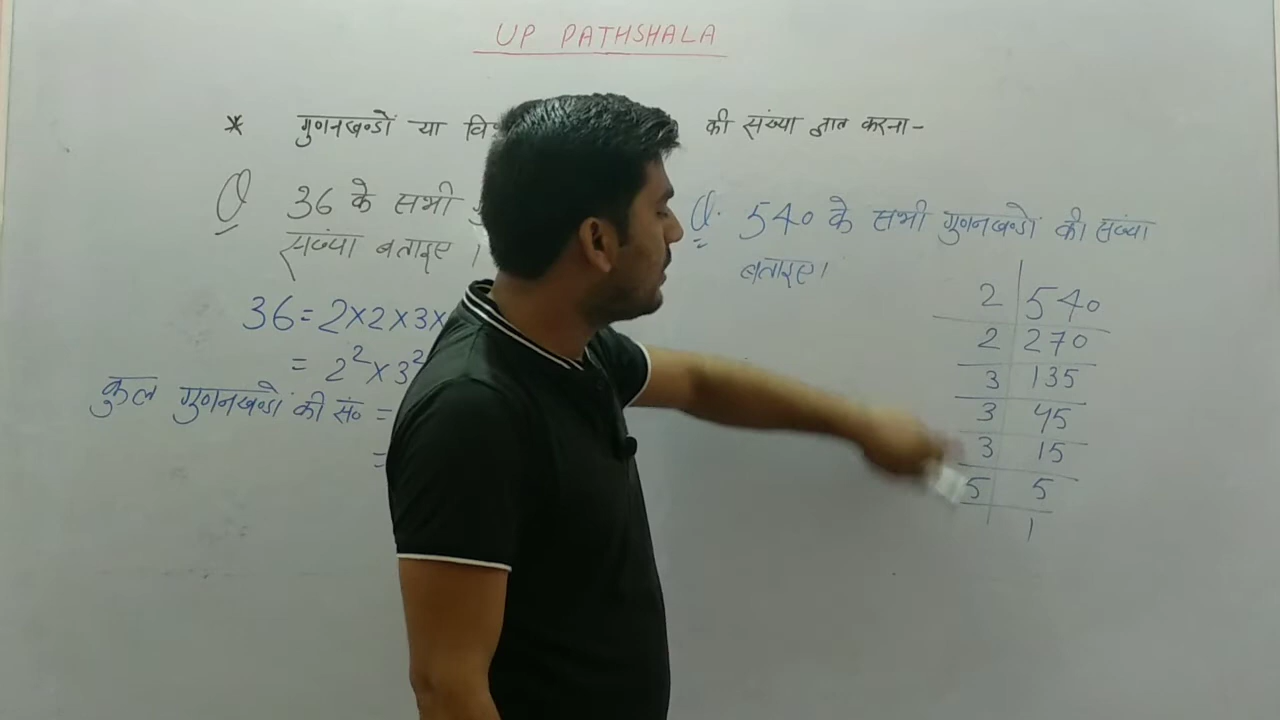 UP PATHSHALA
* गुणनखण्डों या की संख्या ज्ञात करना -
Q 36 के सभी
संख्या बताइए ।
36 = 2×2×3×
= 2²×3²
कुल गुणनखण्डों की सं० =
=
Q. 540 के सभी गुणनखण्डों की संख्या
बताइए।
2 540
2 270
3 135
3 45
3 15
5 5
1